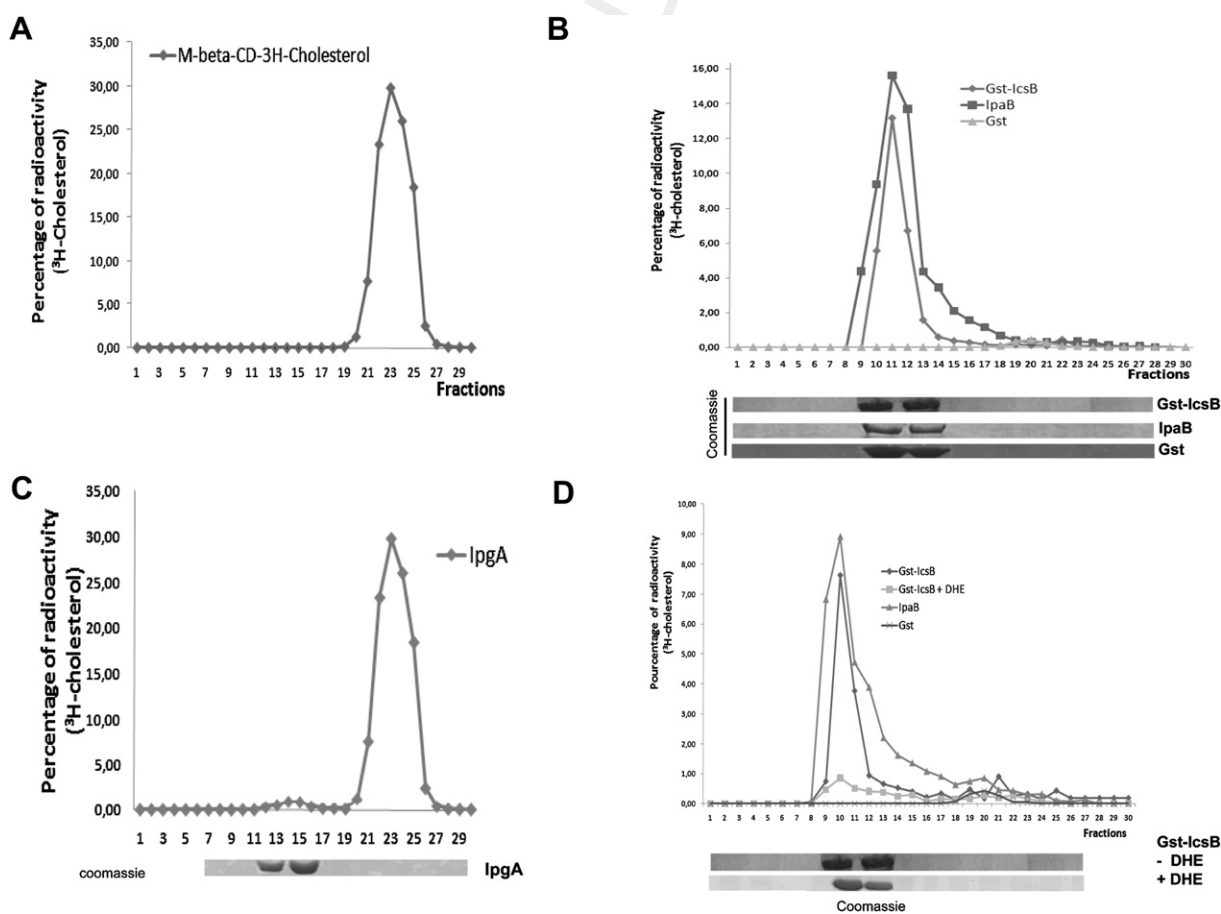 A
35,00
30,00
25,00
20,00
15,00
10,00
5,00
0,00
Percentage of radioactivity
(³H-Cholesterol)
M-beta-CD-3H-Cholesterol
1 3 5 7 9 11 13 15 17 19 21 23 25 27 29
Fractions
B
16,00
14,00
12,00
10,00
8,00
6,00
4,00
2,00
0,00
Percentage of radioactivity
(³H-Cholesterol)
Gst-IcsB
IpaB
Gst
1 2 3 4 5 6 7 8 9 10 11 12 13 14 15 16 17 18 19 20 21 22 23 24 25 26 27 28 29 30
Fractions
Coomassie
Gst-IcsB
IpaB
Gst
C
35,00
30,00
25,00
20,00
15,00
10,00
5,00
0,00
Percentage of radioactivity
(³H-cholesterol)
IpgA
1 3 5 7 9 11 13 15 17 19 21 23 25 27 29
coomassie
IpgA
D
10,00
9,00
8,00
7,00
6,00
5,00
4,00
3,00
2,00
1,00
0,00
Pourcentage of radioactivity
(³H-cholesterol)
Gst-IcsB
Gst-IcsB + DHE
IpaB
Gst
1 2 3 4 5 6 7 8 9 10 11 12 13 14 15 16 17 18 19 20 21 22 23 24 25 26 27 28 29 30
Fractions
Gst-IcsB
- DHE
+ DHE
Coomassie